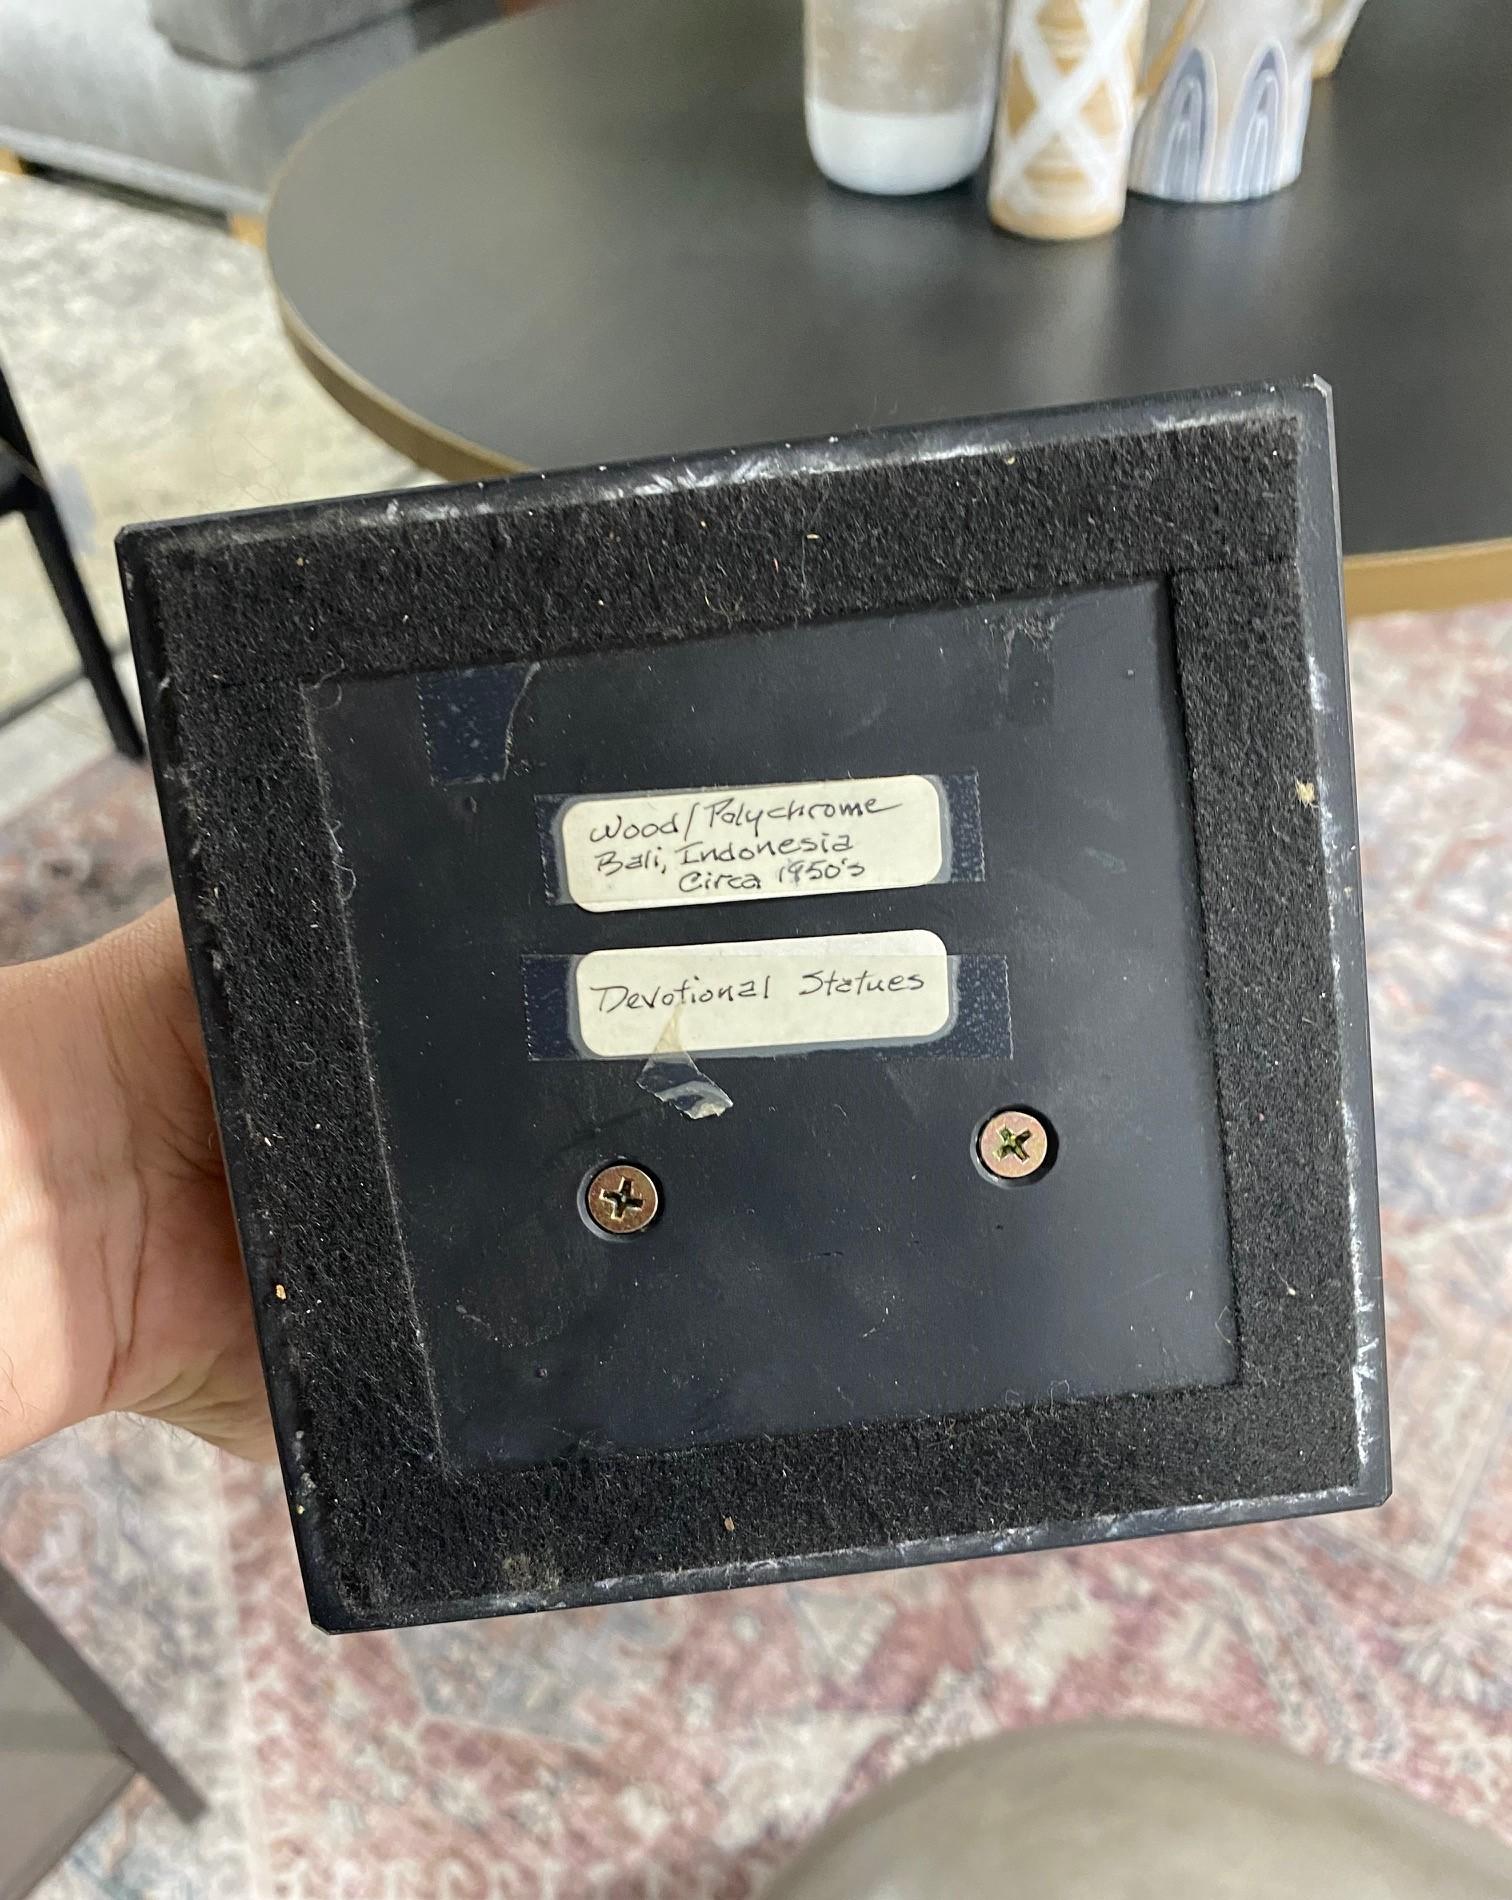 Wood/Polychrome
Bali, Indonesia
Circa 1950's
Devotional Statues